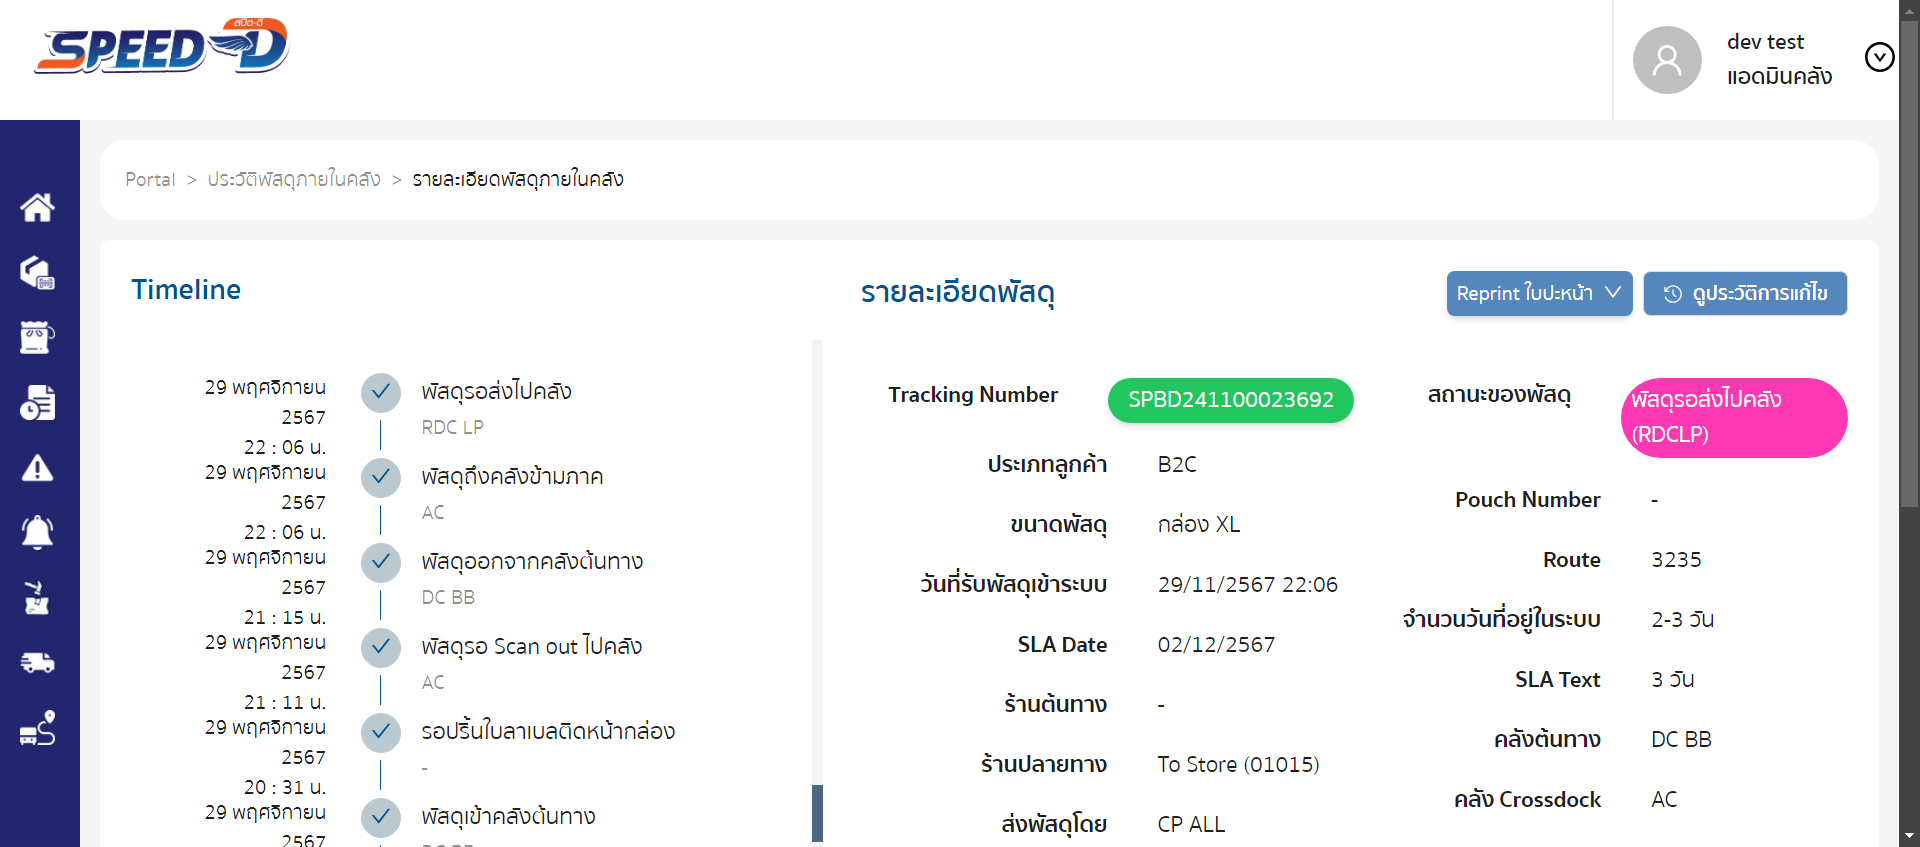 สปีด-ดี
SPEED-D
dev test
แอดมินคลัง
Portal > ประวัติพัสดุภายในคลัง > รายละเอียดพัสดุภายในคลัง
Timeline
29 พฤศจิกายน
2567
22 : 06 น.
พัสดุรอส่งไปคลัง
RDC LP
29 พฤศจิกายน
2567
22 : 06 น.
พัสดุถึงคลังข้ามภาค
AC
29 พฤศจิกายน
2567
21 : 15 น.
พัสดุออกจากคลังต้นทาง
DC BB
29 พฤศจิกายน
2567
21 : 11 น.
พัสดุรอ Scan out ไปคลัง
AC
29 พฤศจิกายน
2567
20 : 31 น.
รอปริ้นใบลาเบลติดหน้ากล่อง
-
29 พฤศจิกายน
2567
พัสดุเข้าคลังต้นทาง
DC BB
รายละเอียดพัสดุ
Reprint ใบปะหน้า
ดูประวัติการแก้ไข
Tracking Number SPBD241100023692
ประเภทลูกค้า B2C
ขนาดพัสดุ กล่อง XL
วันที่รับพัสดุเข้าระบบ 29/11/2567 22:06
SLA Date 02/12/2567
ร้านต้นทาง -
ร้านปลายทาง To Store (01015)
ส่งพัสดุโดย CP ALL
สถานะของพัสดุ พัสดุรอส่งไปคลัง
(RDCLP)
Pouch Number -
Route 3235
จำนวนวันที่อยู่ในระบบ 2-3 วัน
SLA Text 3 วัน
คลังต้นทาง DC BB
คลัง Crossdock AC